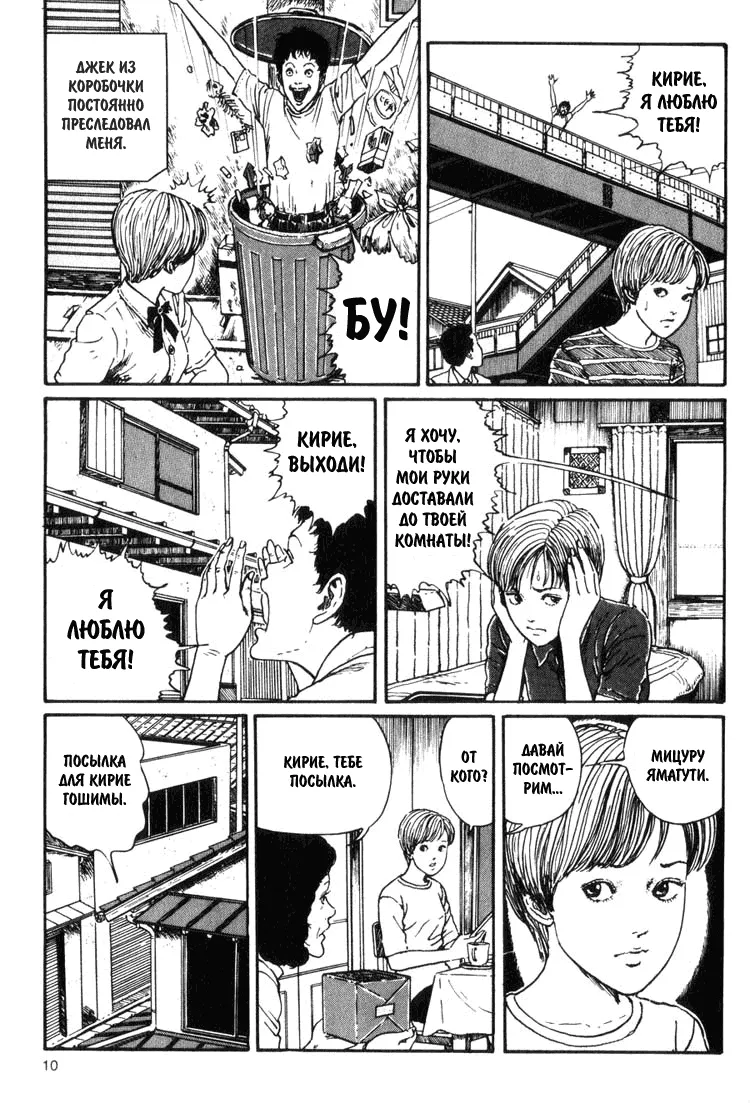 ДЖЕК ИЗ
КОРОБОЧКИ
ПОСТОЯННО
ПРЕСЛЕДОВАЛ
МЕНЯ.
БУ!
КИРИЕ,
Я ЛЮБЛЮ
ТЕБЯ!
КИРИЕ,
ВЫХОДИ!
Я
ЛЮБЛЮ
ТЕБЯ!
Я ХОЧУ,
ЧТОБЫ
МОИ РУКИ
ДОСТАВАЛИ
ДО ТВОЕЙ
КОМНАТЫ!
ПОСЫЛКА
ДЛЯ КИРИЕ
ТОШИМЫ.
КИРИЕ, ТЕБЕ
ПОСЫЛКА.
ОТ
КОГО?
ДАВАЙ
ПОСМОТ-
РИМ...
МИЦУРУ
ЯМАГУТИ.
10